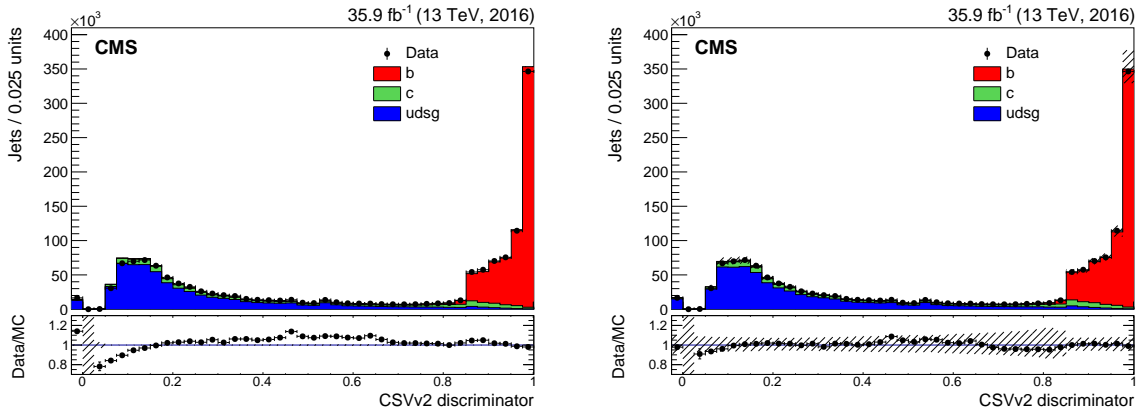 35.9 fb⁻¹ (13 TeV, 2016)
×10³
400
350
300
250
200
150
100
50
0
Jets / 0.025 units
CMS
Data
b
c
udsg
1.2
1
0.8
Data/MC
0 0.2 0.4 0.6 0.8 1
CSVv2 discriminator
35.9 fb⁻¹ (13 TeV, 2016)
×10³
400
350
300
250
200
150
100
50
0
Jets / 0.025 units
CMS
Data
b
c
udsg
1.2
1
0.8
Data/MC
0 0.2 0.4 0.6 0.8 1
CSVv2 discriminator